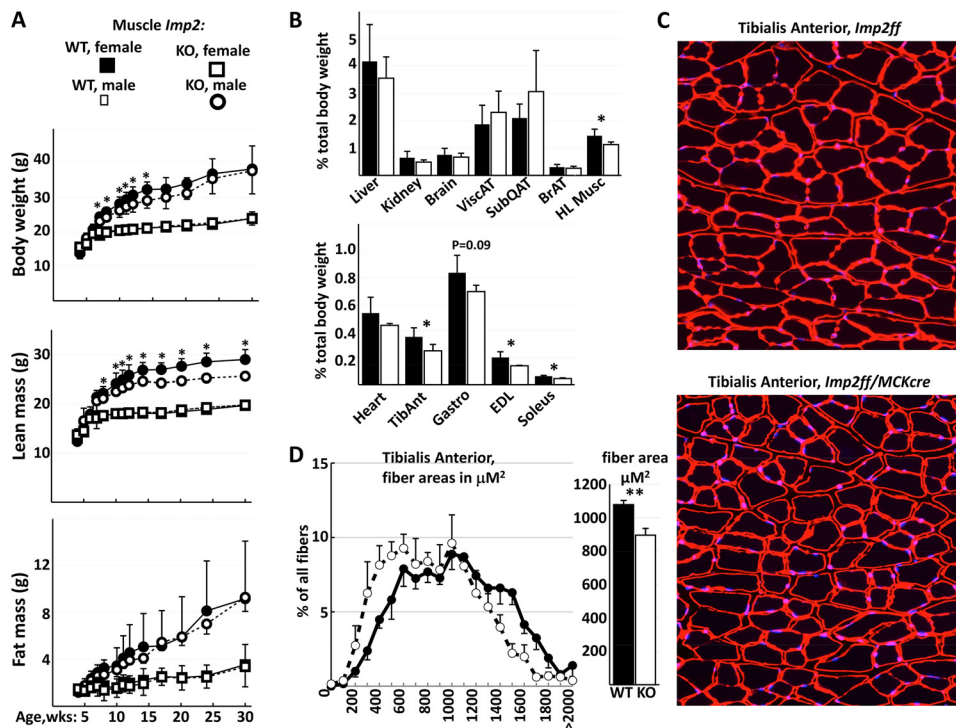 A
Muscle Imp2:
WT, female
KO, female
WT, male
KO, male
Body weight (g)
40
30
20
10
* * * * * * *
Lean mass (g)
30
20
10
* * * * * * * * * *
Fat mass (g)
12
8
4
Age,wks: 5 10 15 20 25 30
B
% total body weight
5
4
3
2
1
*
Liver
Kidney
Brain
ViscAT
SubQAT
BrAT
HL Musc
% total body weight
1.0
0.8
0.6
0.4
0.2
P=0.09
*
*
*
Heart
TibAnt
Gastro
EDL
Soleus
C
Tibialis Anterior, Imp2ff
Tibialis Anterior, Imp2ff/MCKcre
D
Tibialis Anterior,
fiber areas in μM²
% of all fibers
15
10
5
0
200
400
600
800
1000
1200
1400
1600
1800
>2000
fiber area
μM²
**
1200
1000
800
600
400
200
WT KO